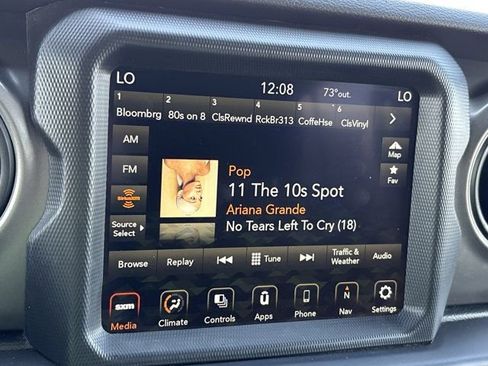 LO 12:08 73° out. LO
1 2 3 4 5 6
Bloombrg 80s on 8 ClsRewnd RckBr313 CoffeHse ClsVinyl
AM
Map
FM
Fav
Pop
11 The 10s Spot
SiriusXM
Ariana Grande
Source
Select
No Tears Left To Cry (18)
Browse Replay Tune Traffic & Weather Audio
sxm
Media Climate Controls Apps Phone Nav Settings
N